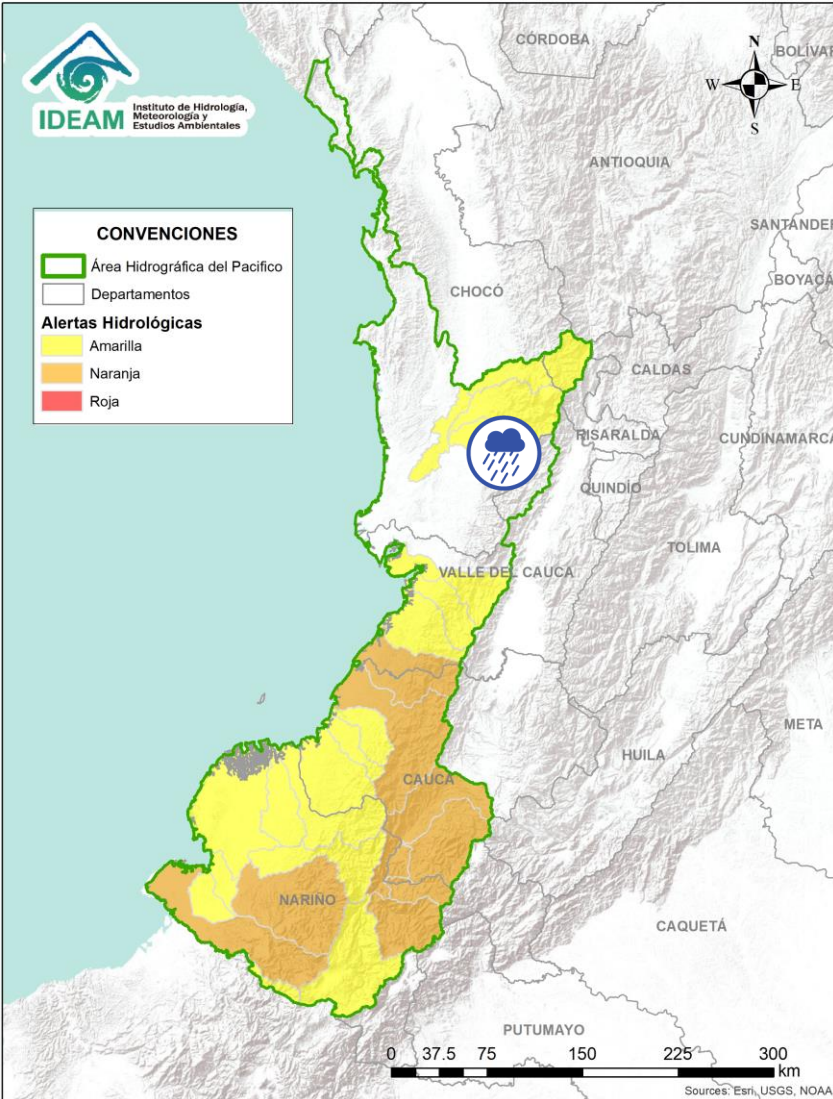 IDEAM
Instituto de Hidrología,
Meteorología y
Estudios Ambientales
N
W
E
S
CÓRDOBA
BOLÍVAR
ANTIOQUIA
SANTANDER
BOYACÁ
CONVENCIONES
Área Hidrográfica del Pacifico
Departamentos
Alertas Hidrológicas
Amarilla
Naranja
Roja
CHOCÓ
CALDAS
RISARALDA
CUNDINAMARCA
QUINDÍO
TOLIMA
VALLE DEL CAUCA
META
HUILA
CAUCA
NARIÑO
CAQUETÁ
PUTUMAYO
0 37.5 75 150 225 300
km
Sources: Esri, USGS, NOAA